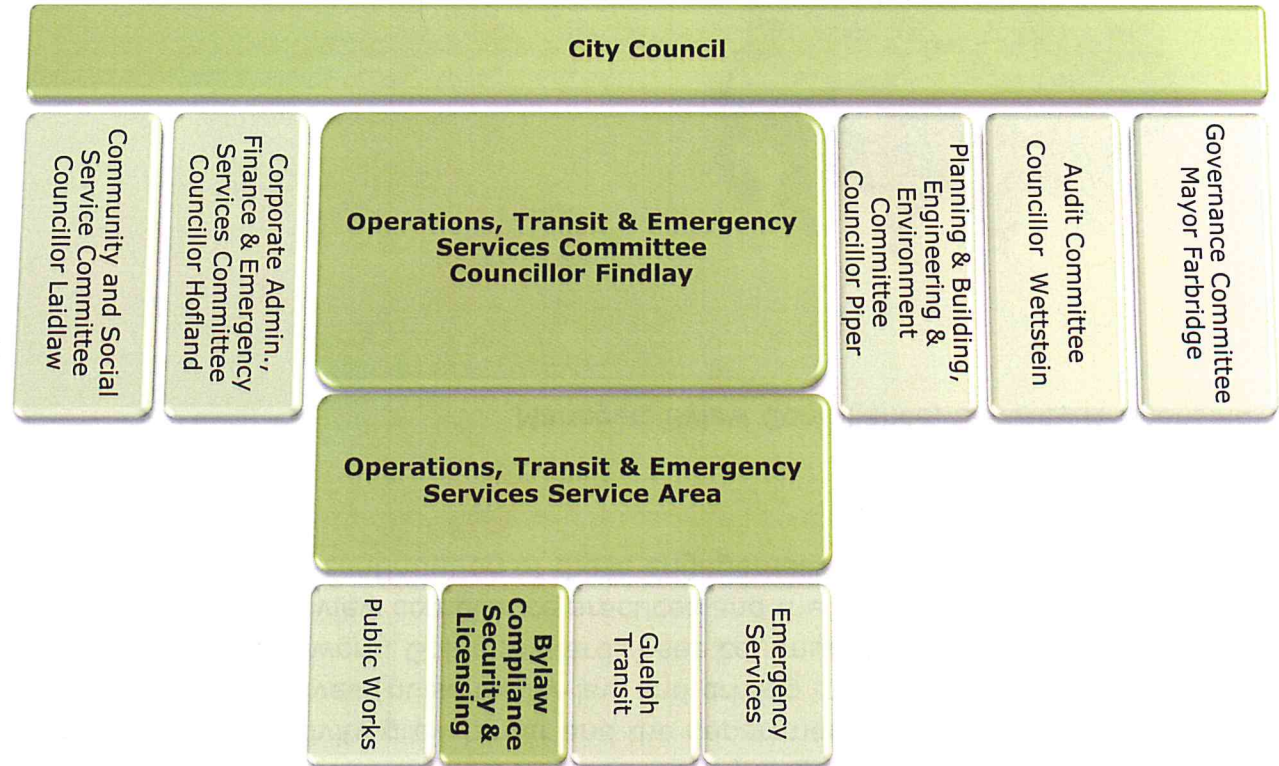 City Council
Community and Social
Service Committee
Councillor Laidlaw
Corporate Admin.,
Finance & Emergency
Services Committee
Councillor Hofland
Operations, Transit & Emergency
Services Committee
Councillor Findlay
Planning & Building,
Engineering &
Environment
Committee
Councillor Piper
Audit Committee
Councillor Wettstein
Governance Committee
Mayor Farbridge
Operations, Transit & Emergency
Services Service Area
Public Works
Bylaw
Compliance
Security &
Licensing
Guelph
Transit
Emergency
Services